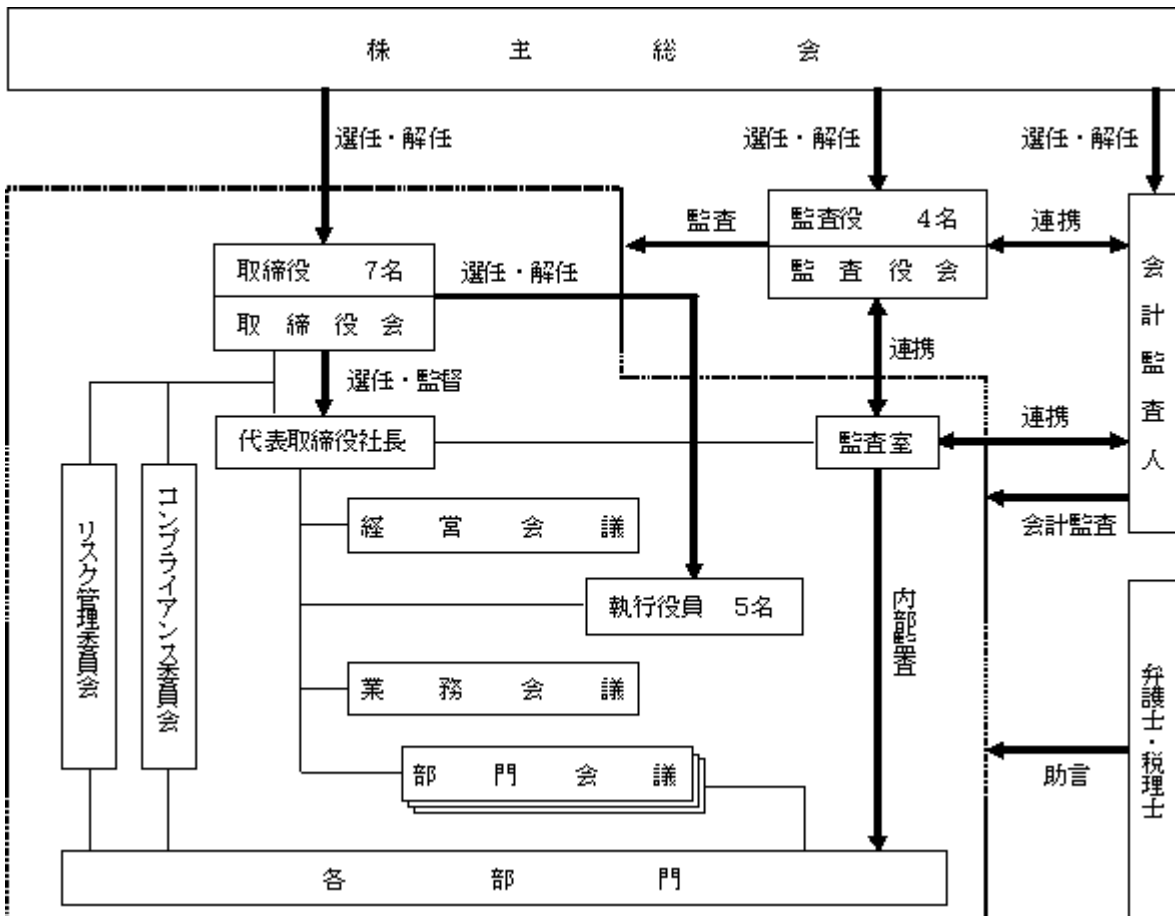 株主総会
選任・解任
選任・解任
選任・解任
監査役 4名
監査役会
監査
連携
会計監査人
取締役 7名
取締役会
選任・解任
連携
選任・監督
代表取締役社長
監査室
連携
会計監査
リスク管理委員会
コンプライアンス委員会
経営会議
執行役員 5名
内部監査
業務会議
部門会議
弁護士・税理士
助言
各部門